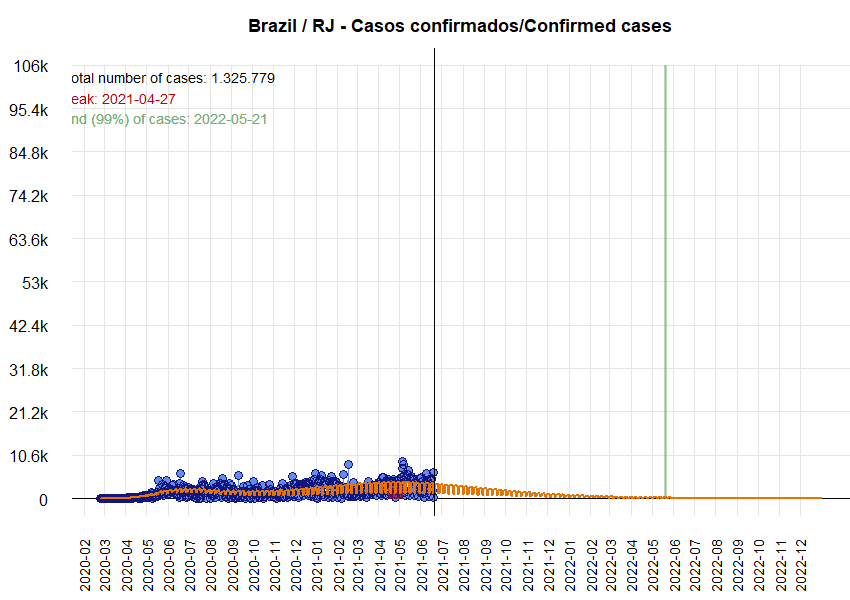 Brazil / RJ - Casos confirmados/Confirmed cases
106k
otal number of cases: 1.325.779
eak: 2021-04-27
95.4k
nd (99%) of cases: 2022-05-21
84.8k
74.2k
63.6k
53k
42.4k
31.8k
21.2k
10.6k
0
2020-02
2020-03
2020-04
2020-05
2020-06
2020-07
2020-08
2020-09
2020-10
2020-11
2020-12
2021-01
2021-02
2021-03
2021-04
2021-05
2021-06
2021-07
2021-08
2021-09
2021-10
2021-11
2021-12
2022-01
2022-02
2022-03
2022-04
2022-05
2022-06
2022-07
2022-08
2022-09
2022-10
2022-11
2022-12